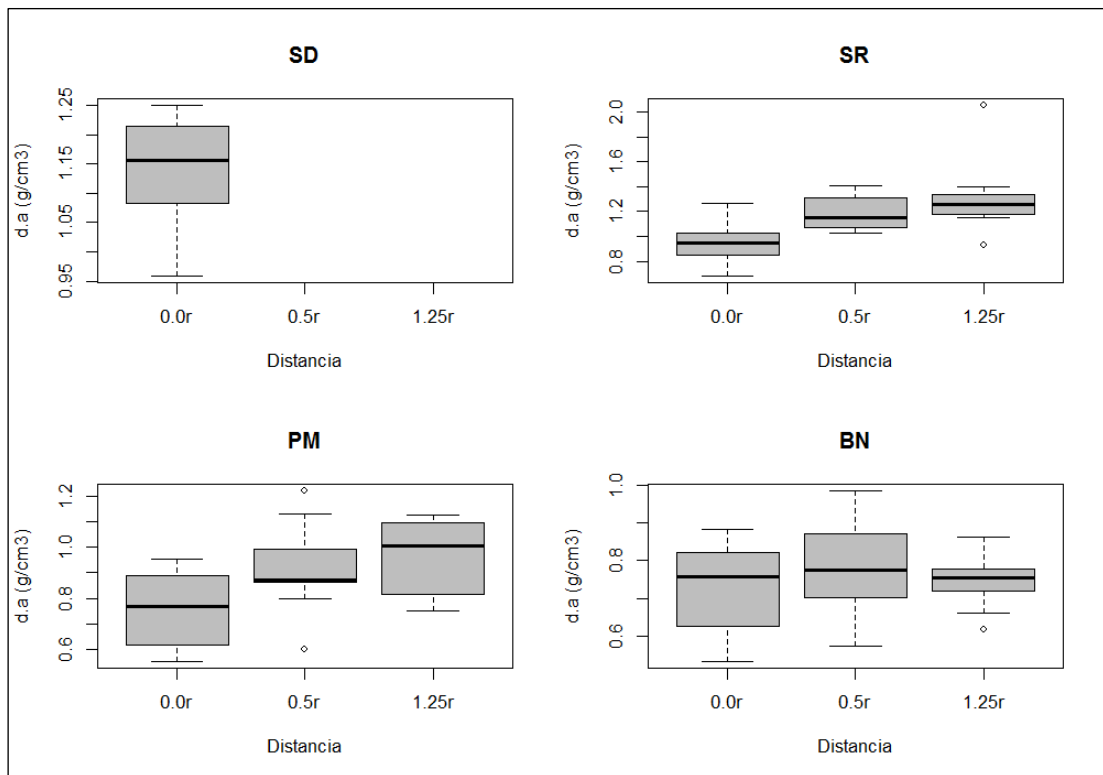 SD
d.a (g/cm3)
0.95 1.05 1.15 1.25
0.0r 0.5r 1.25r
Distancia
SR
d.a (g/cm3)
0.8 1.2 1.6 2.0
0.0r 0.5r 1.25r
Distancia
PM
d.a (g/cm3)
0.6 0.8 1.0 1.2
0.0r 0.5r 1.25r
Distancia
BN
d.a (g/cm3)
0.6 0.8 1.0
0.0r 0.5r 1.25r
Distancia